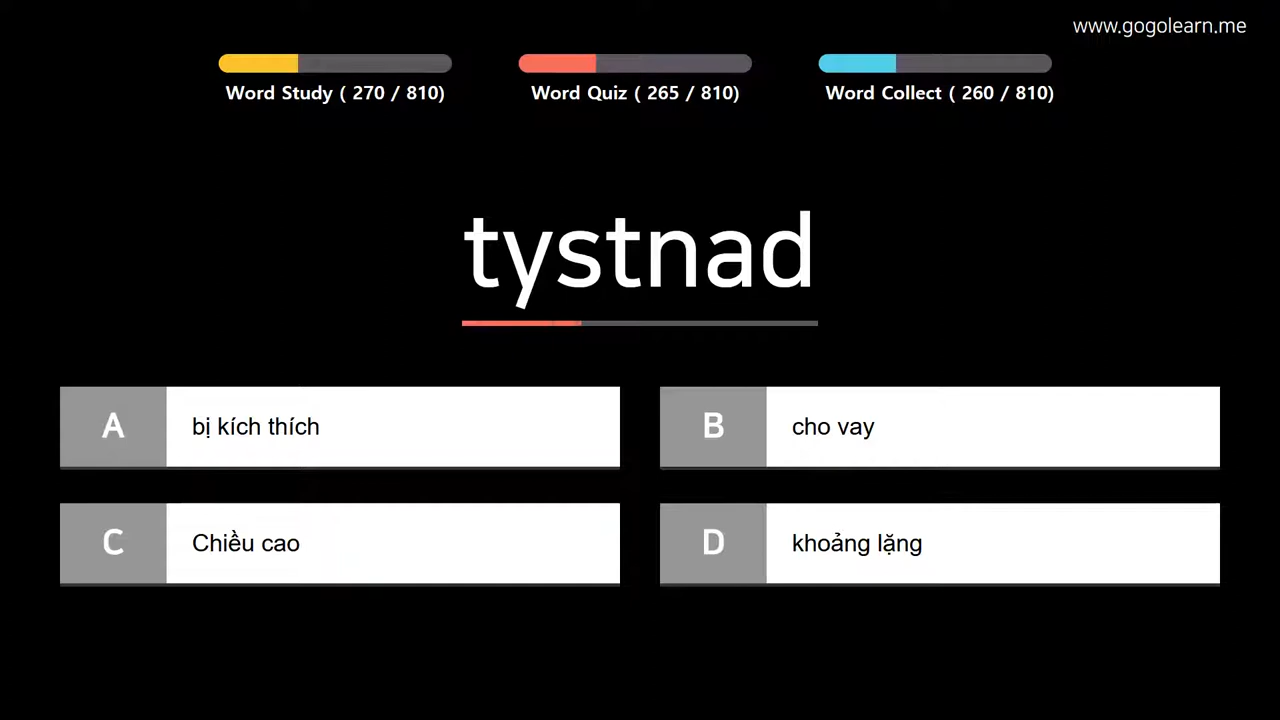 www.gogolearn.me
Word Study ( 270 / 810)
Word Quiz ( 265 / 810)
Word Collect ( 260 / 810)
tystnad
A bị kích thích
B cho vay
C Chiều cao
D khoảng lặng